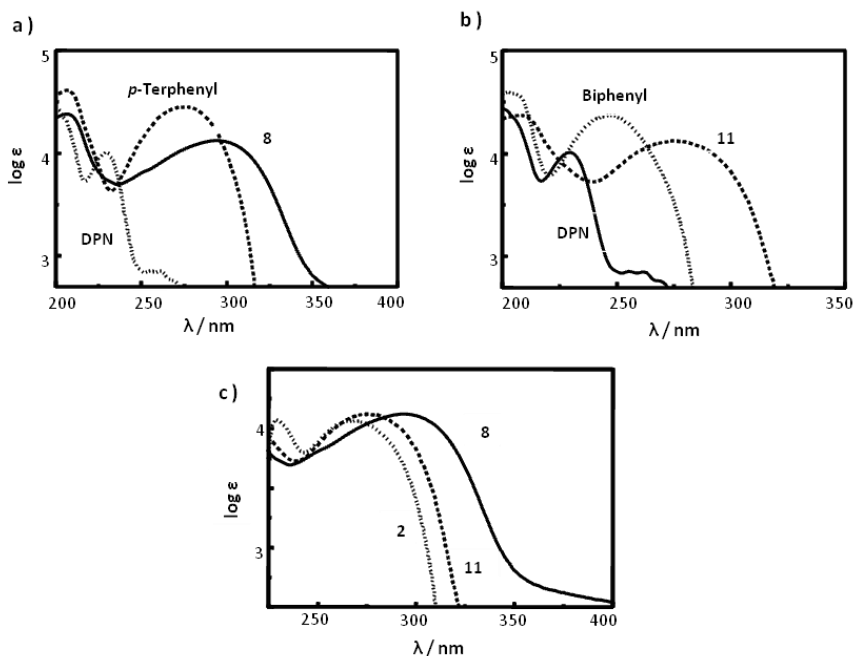 a )
5
4
3
log ε
p-Terphenyl
8
DPN
200 250 300 350 400
λ / nm
b )
5
4
3
log ε
Biphenyl
11
DPN
200 250 300 350
λ / nm
c )
4
3
log ε
8
2
11
250 300 350 400
λ / nm